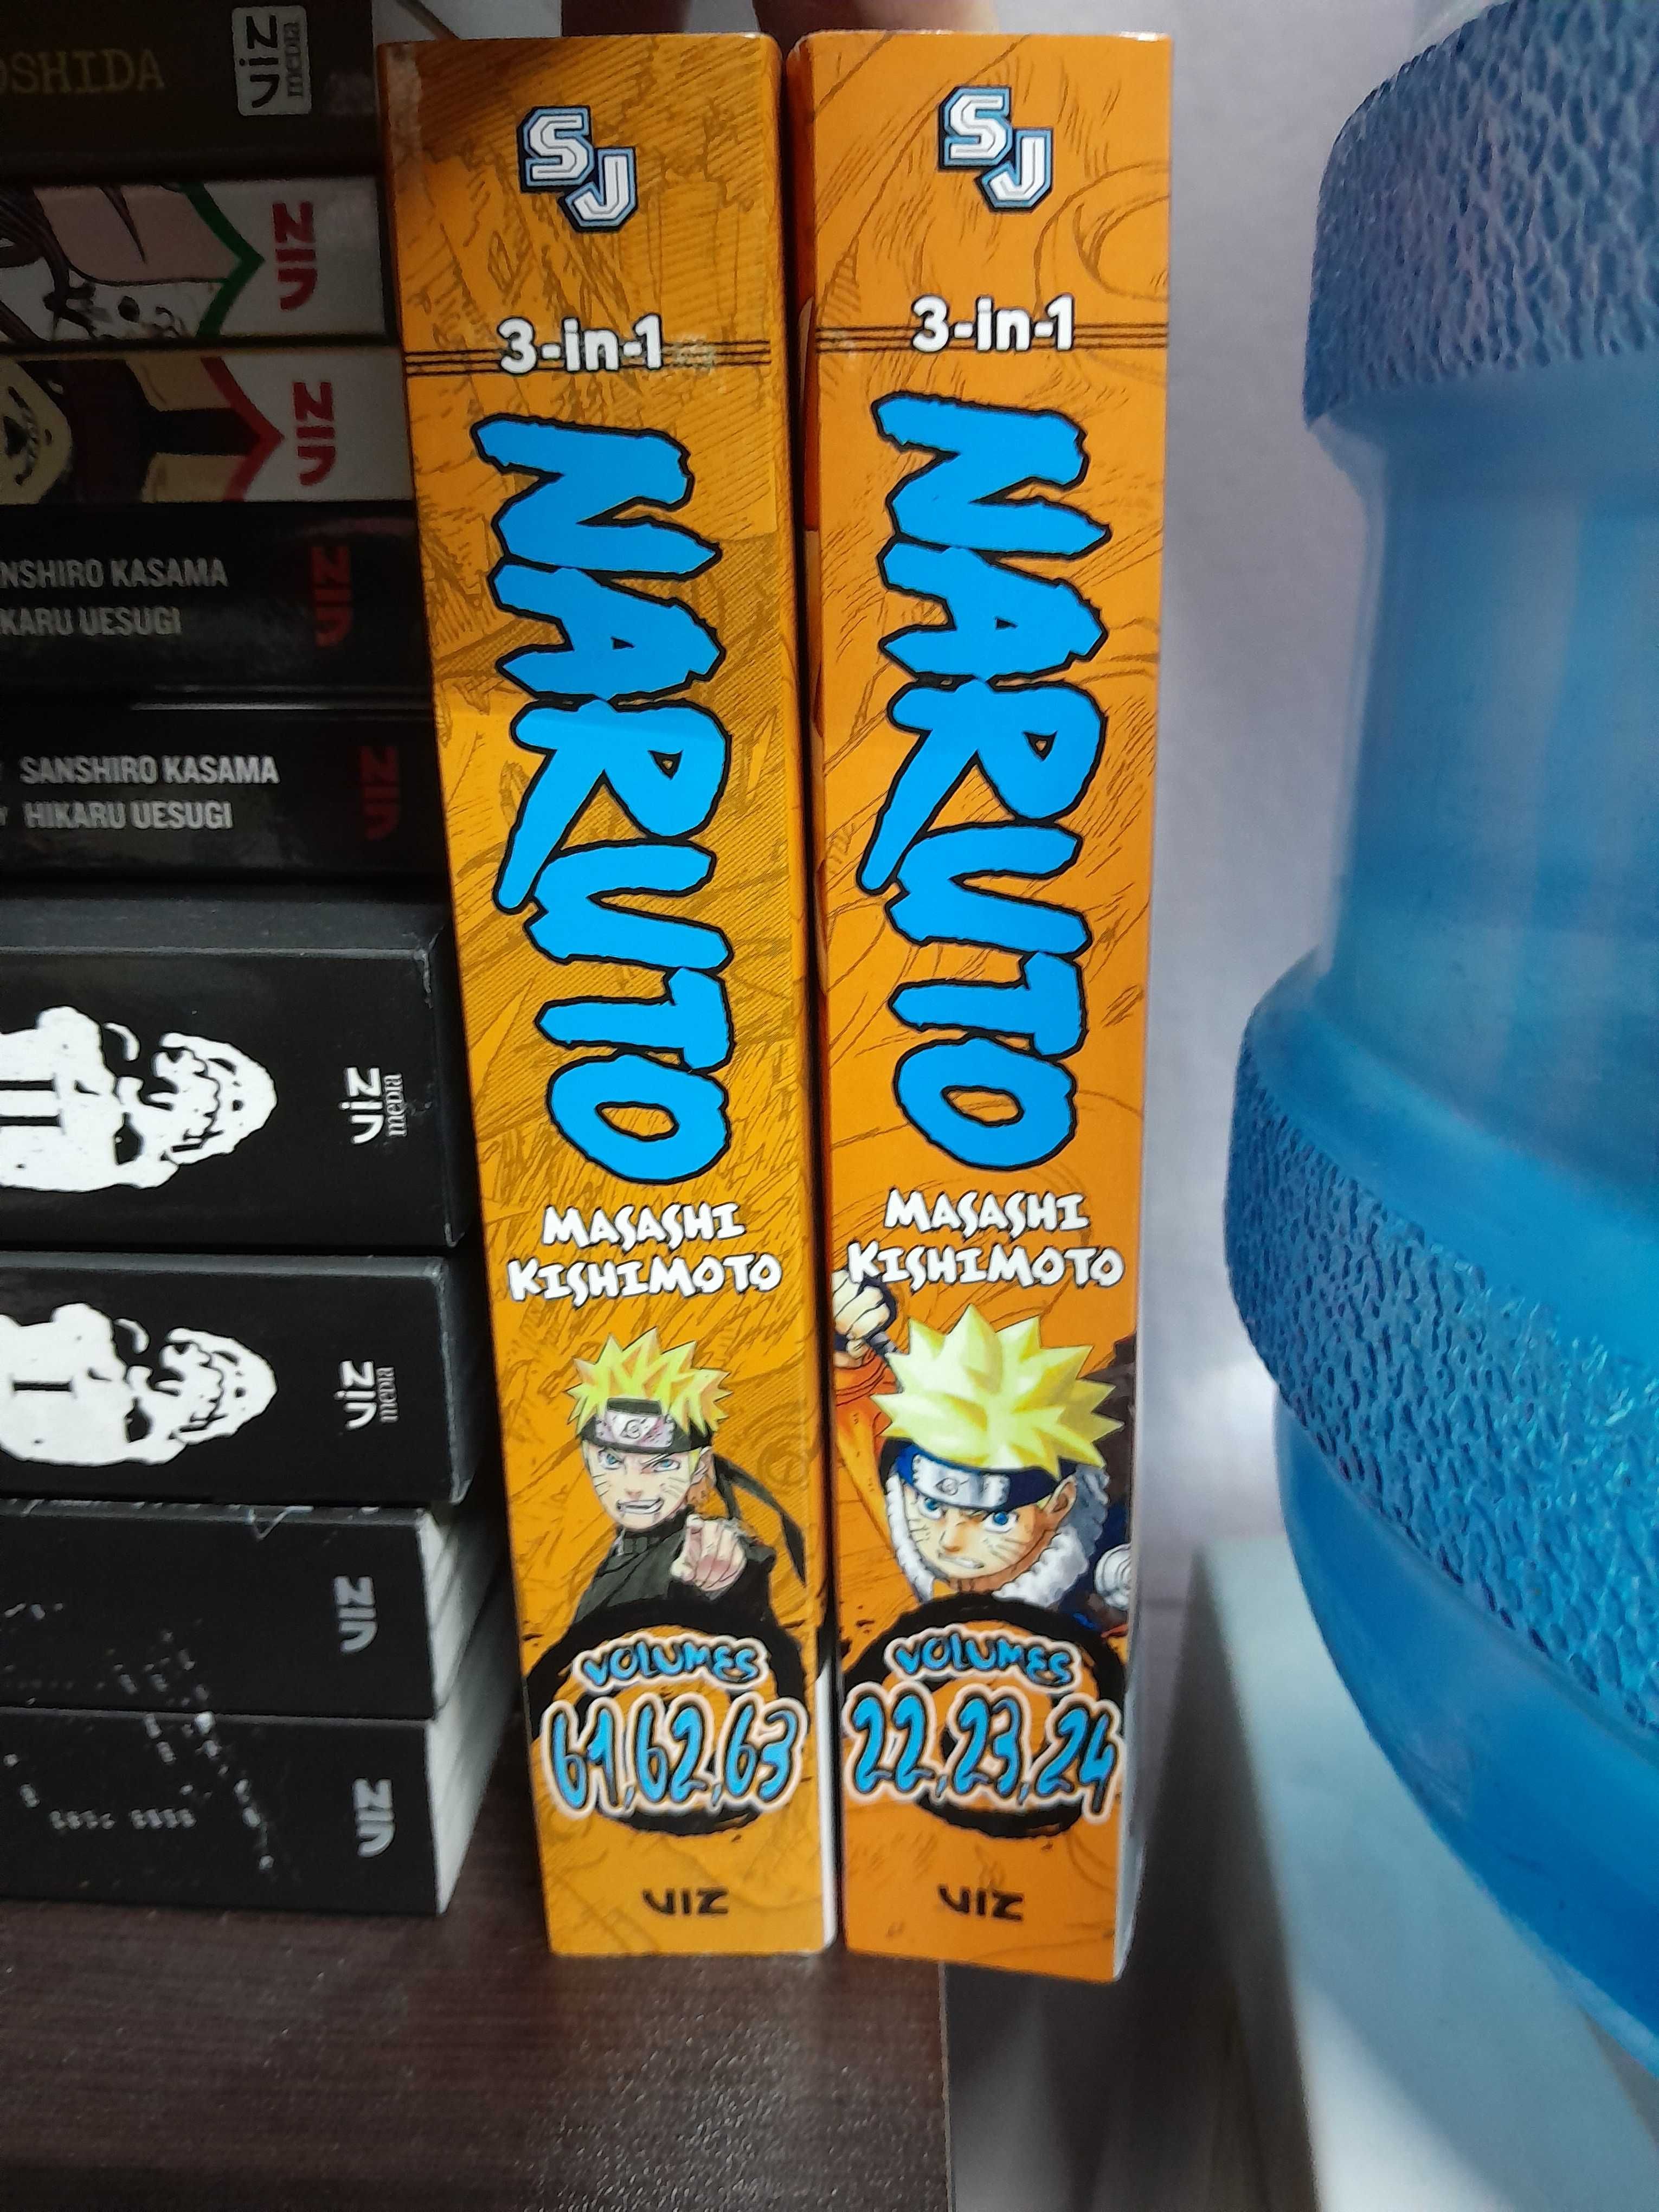 OSHIDA
VIZ
media
VIZ
VIZ
NSHIRO KASAMA
KARU UESUGI
VIZ
SANSHIRO KASAMA
HIKARU UESUGI
VIZ
II
VIZ
media
I
VIZ
media
VIZ
VIZ
SJ
3-in-1
NARUTO
MASASHI
KISHIMOTO
VOLUMES
61,62,63
VIZ
SJ
3-in-1
NARUTO
MASASHI
KISHIMOTO
VOLUMES
22,23,24
VIZ